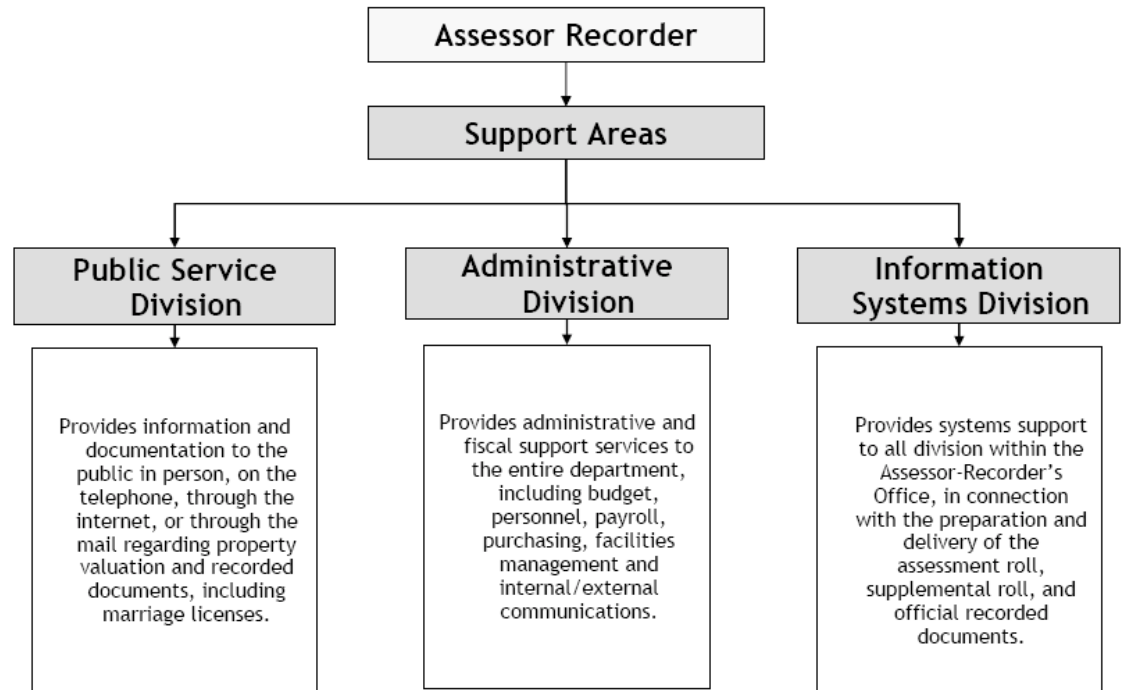 Assessor Recorder
Support Areas
Public Service
Division
Administrative
Division
Information
Systems Division
Provides information and
documentation to the
public in person, on the
telephone, through the
internet, or through the
mail regarding property
valuation and recorded
documents, including
marriage licenses.
Provides administrative and
fiscal support services to
the entire department,
including budget,
personnel, payroll,
purchasing, facilities
management and
internal/external
communications.
Provides systems support
to all division within the
Assessor-Recorder's
Office, in connection
with the preparation and
delivery of the
assessment roll,
supplemental roll, and
official recorded
documents.